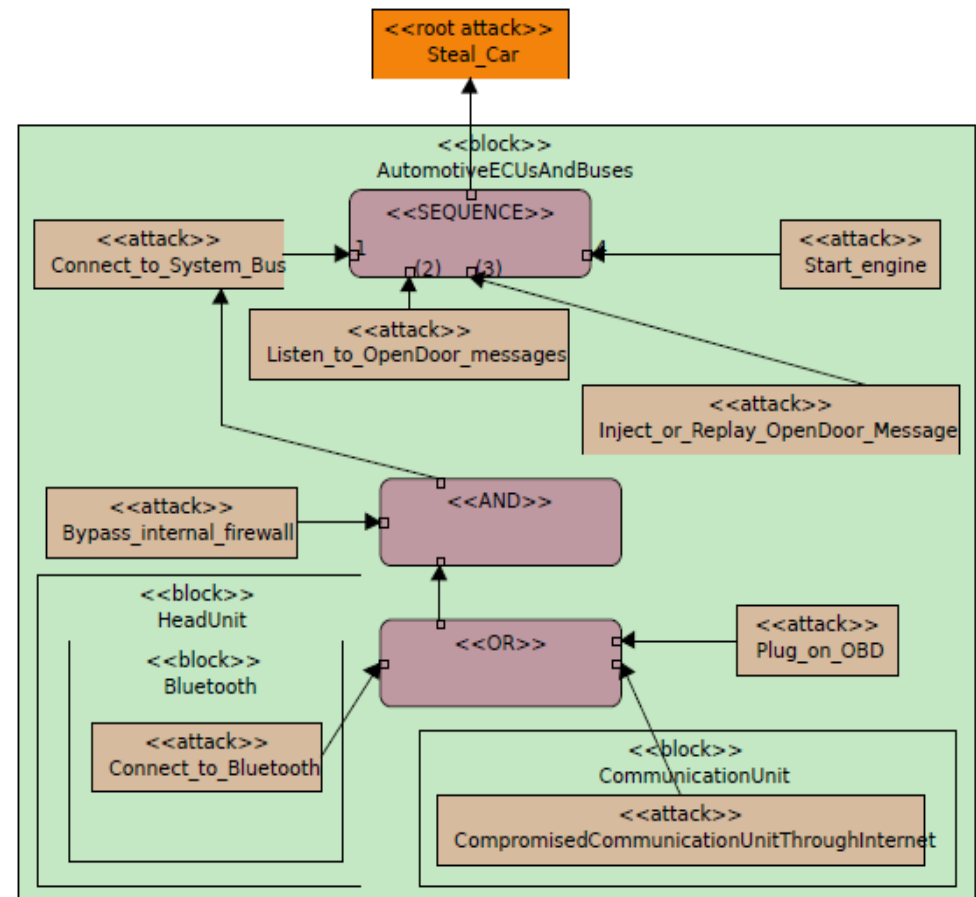 <<root attack>>
Steal_Car
<<block>>
AutomotiveECUsAndBuses
<<SEQUENCE>>
<<attack>>
Connect_to_System_Bus
1
(2)
(3)
4
<<attack>>
Start_engine
<<attack>>
Listen_to_OpenDoor_messages
<<attack>>
Inject_or_Replay_OpenDoor_Message
<<AND>>
<<attack>>
Bypass_internal_firewall
<<block>>
HeadUnit
<<block>>
Bluetooth
<<attack>>
Connect_to_Bluetooth
<<OR>>
<<attack>>
Plug_on_OBD
<<block>>
CommunicationUnit
<<attack>>
CompromisedCommunicationUnitThroughInternet